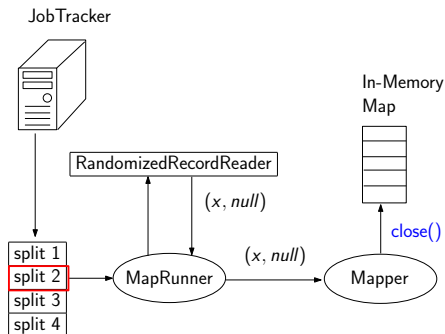 JobTracker
In-Memory
Map
RandomizedRecordReader
(x, null)
close()
split 1
split 2
split 3
split 4
MapRunner
(x, null)
Mapper